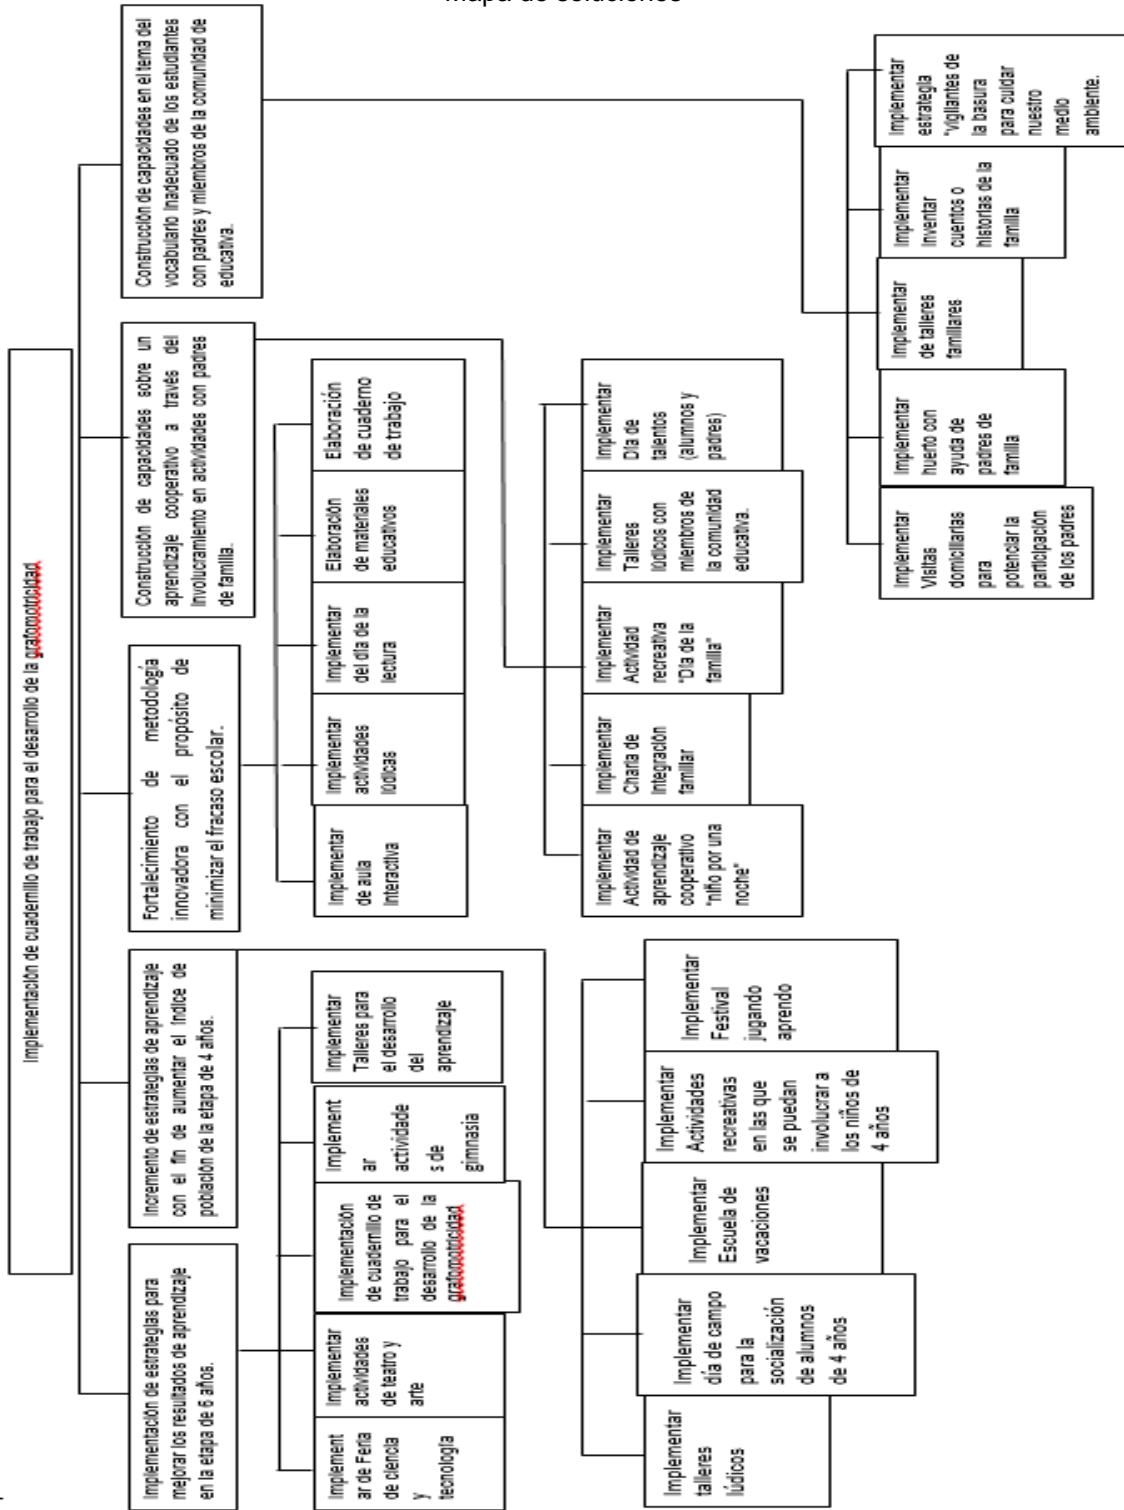 Mapa de soluciones
Implementación de cuadernillo de trabajo para el desarrollo de la grafomotricidad
Implementación de estrategias para
mejorar los resultados de aprendizaje
en la etapa de 6 años.
Incremento de estrategias de aprendizaje
con el fin de aumentar el índice de
población de la etapa de 4 años.
Fortalecimiento de metodología
innovadora con el propósito de
minimizar el fracaso escolar.
Construcción de capacidades sobre un
aprendizaje cooperativo a través del
involucramiento en actividades con padres
de familia.
Construcción de capacidades en el tema del
vocabulario inadecuado de los estudiantes
con padres y miembros de la comunidad de
educativa.
Implement
ar de Feria
de ciencia
y
tecnología
Implementar
actividades
de teatro y
arte
Implementación
de cuadernillo de
trabajo para el
desarrollo de la
grafomotricidad
Implement
ar
actividade
s de
gimnasia
Implementar
Talleres para
el desarrollo
del
aprendizaje
Implementar
de aula
interactiva
Implementar
actividades
lúdicas
Implementar
del día de la
lectura
Elaboración
de materiales
educativos
Elaboración
de cuaderno
de trabajo
Implementar
Actividad de
aprendizaje
cooperativo
"niño por una
noche"
Implementar
Charla de
integración
familiar
Implementar
Actividad
recreativa
"Día de la
familia"
Implementar
Talleres
lúdicos con
miembros de
la comunidad
educativa.
Implementar
Día de
talentos
(alumnos y
padres)
Implementar
talleres
lúdicos
Implementar
día de campo
para la
socialización
de alumnos
de 4 años
Implementar
Escuela de
vacaciones
Implementar
Actividades
recreativas
en las que
se puedan
involucrar a
los niños de
4 años
Implementar
Festival
jugando
aprendo
Implementar
Visitas
domiciliarias
para
potenciar la
participación
de los padres
Implementar
huerto con
ayuda de
padres de
familia
Implementar
de talleres
familiares
Implementar
inventar
cuentos o
historias de la
familia
Implementar
estrategia
"vigilantes de
la basura
para cuidar
nuestro
medio
ambiente.